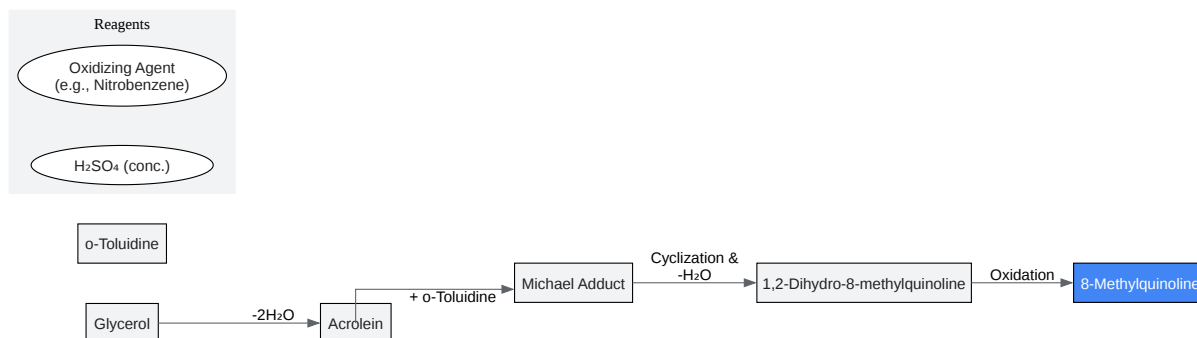 Reagents
Oxidizing Agent
(e.g., Nitrobenzene)
H₂SO₄ (conc.)
o-Toluidine
Glycerol
-2H₂O
Acrolein
+ o-Toluidine
Michael Adduct
Cyclization &
-H₂O
1,2-Dihydro-8-methylquinoline
Oxidation
8-Methylquinoline